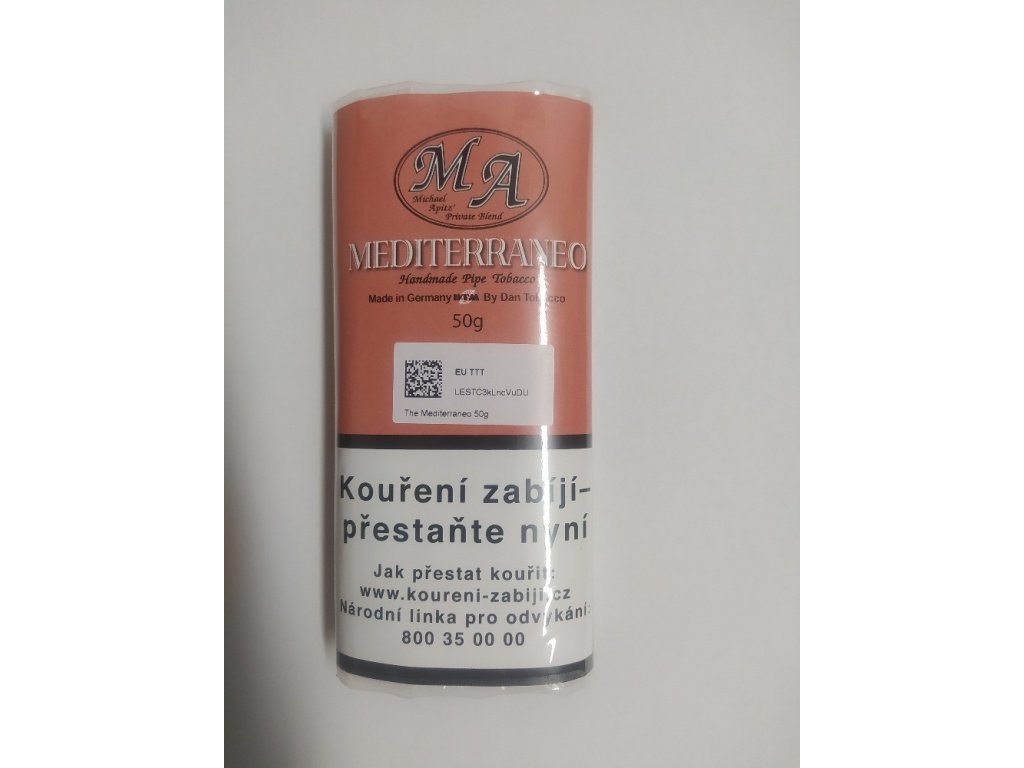 MA
Michael
Apitz'
Private Blend
MEDITERRANEO
Handmade Pipe Tobacco
Made in Germany By Dan Tobacco
50g
EU TTT
LESTC3kLncVuDU
The Mediterraneo 50g
Kouření zabíjí–
přestaňte nyní
Jak přestat kouřit:
www.koureni-zabiji.cz
Národní linka pro odvykání:
800 35 00 00